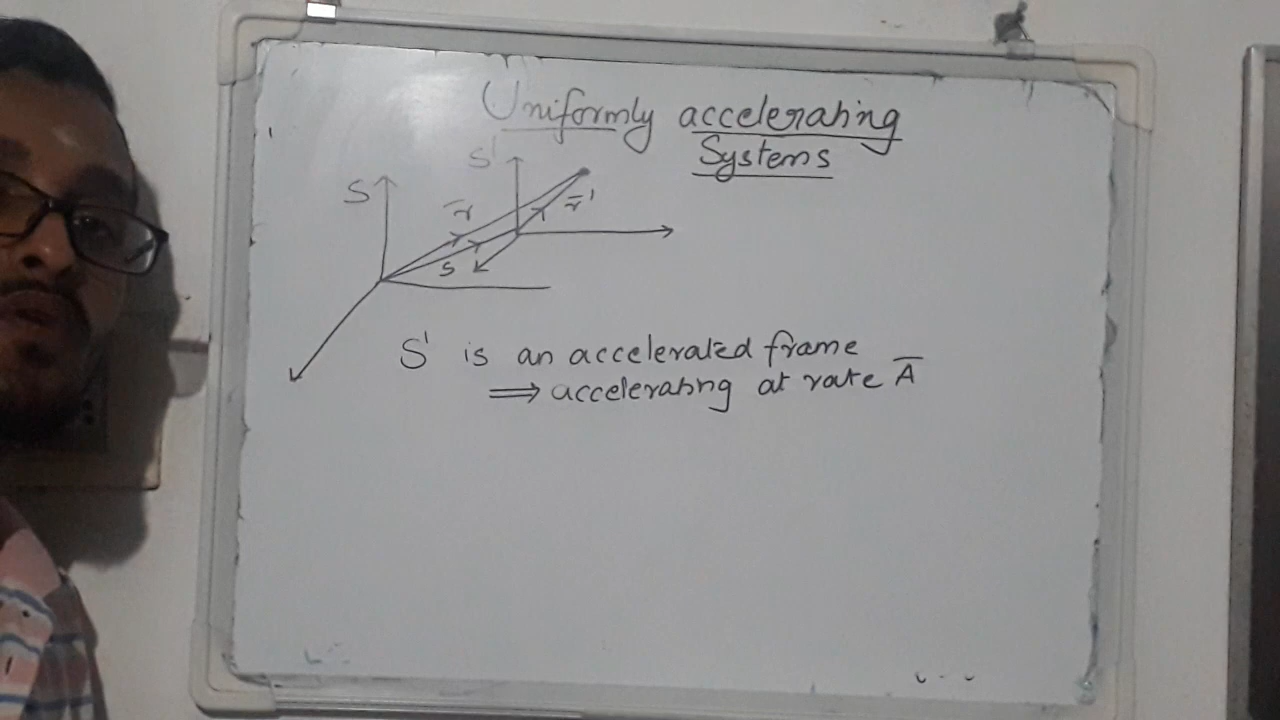 Uniformly accelerating
Systems
S'
S
r̄
r̄'
s
S' is an accelerated frame
⟹ accelerating at rate Ā